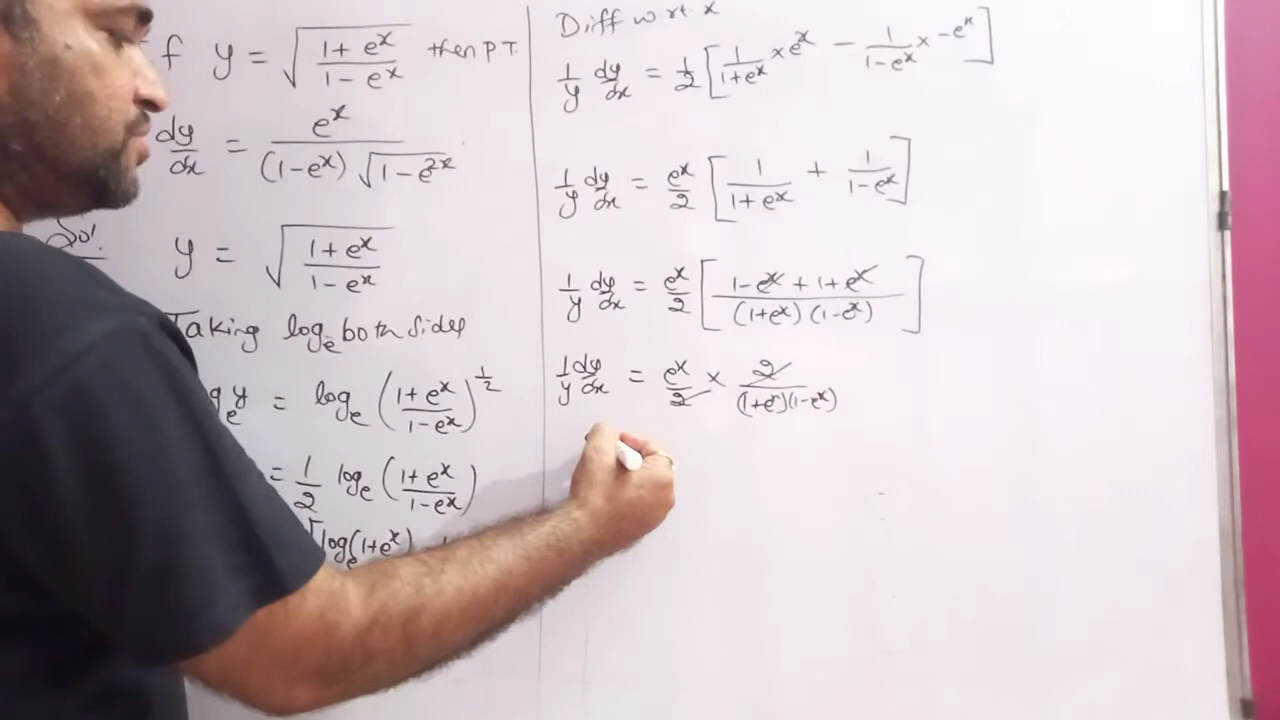 f y = √((1 + e^x)/(1 - e^x)) then P.T.
dy/dx = e^x/((1-e^x) √(1-e^2x))
Sol. y = √((1 + e^x)/(1 - e^x))
Taking log_e both sides
g_e y = log_e ((1 + e^x)/(1-e^x))^(1/2)
= 1/2 log_e ((1 + e^x)/(1-e^x))
[log_e(1+e^x)
Diff w.r.t. x
1/y dy/dx = 1/2 [1/(1+e^x) × e^x - 1/(1-e^x) × -e^x]
1/y dy/dx = e^x/2 [1/(1+e^x) + 1/(1-e^x)]
1/y dy/dx = e^x/2 [(1-e^x + 1+e^x)/((1+e^x)(1-e^x))]
1/y dy/dx = e^x/2 × 2/((1+e^x)(1-e^x))